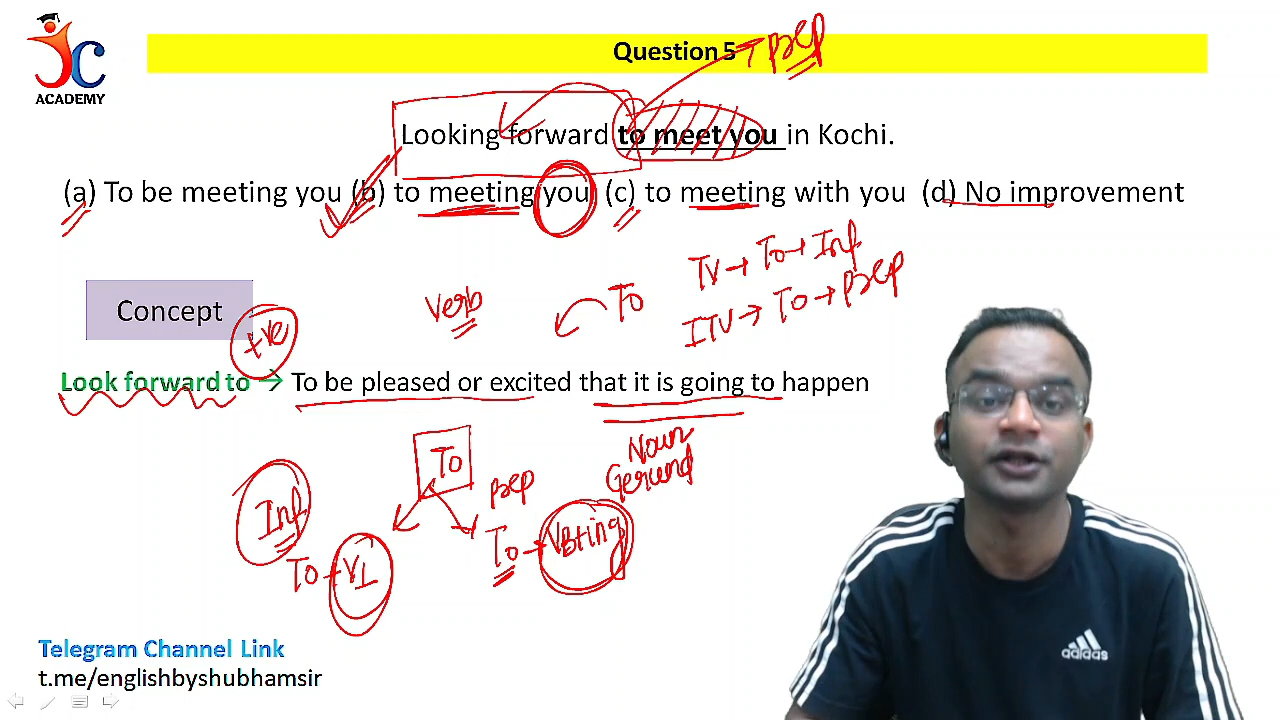 JC
ACADEMY
Question 5
prep
Looking forward to meet you in Kochi.
(a) To be meeting you (b) to meeting you (c) to meeting with you (d) No improvement
TV → To → Inf
ITV → To → prep
Verb
To
Concept
+ve
Look forward to → To be pleased or excited that it is going to happen
To
Noun
Gerund
Inf
prep
To + V1
To → Vb+ing
Telegram Channel Link
t.me/englishbyshubhamsir
adidas